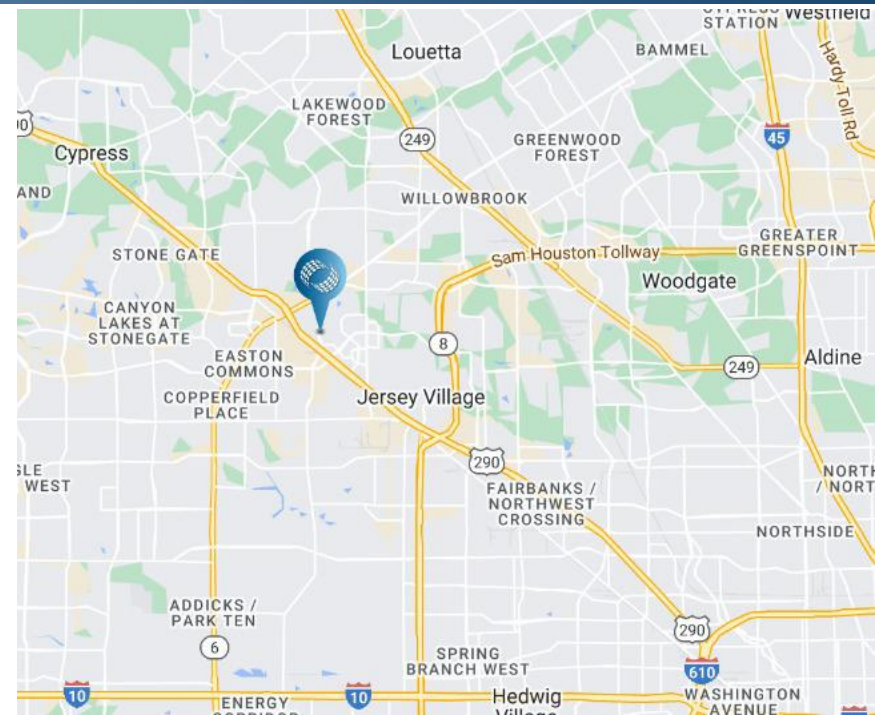 STATION
Westfield
Louetta
BAMMEL
Hardy Toll Rd
LAKEWOOD
FOREST
249
45
GREENWOOD
FOREST
Cypress
WILLOWBROOK
GREATER
GREENSPOINT
STONE GATE
Sam Houston Tollway
Woodgate
CANYON
LAKES AT
STONEGATE
8
EASTON
COMMONS
249
Aldine
COPPERFIELD
PLACE
Jersey Village
290
WEST
FAIRBANKS /
NORTHWEST
CROSSING
NORTHSIDE
ADDICKS /
PARK TEN
6
290
SPRING
BRANCH WEST
610
10
ENERGY
10
Hedwig
WASHINGTON
AVENUE